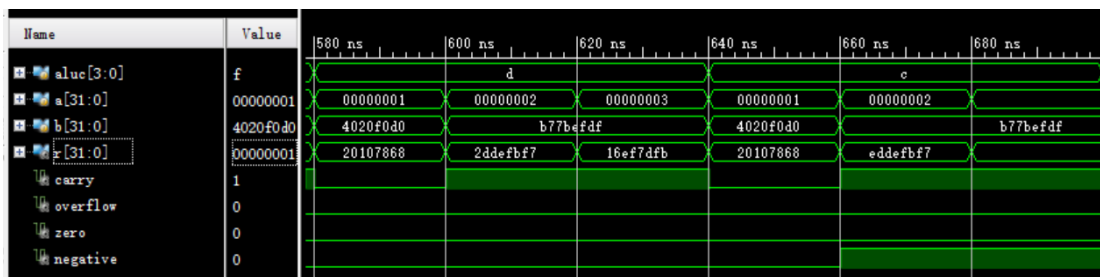 Name Value 580 ns 600 ns 620 ns 640 ns 660 ns 680 ns
aluc[3:0] f d c
a[31:0] 00000001 00000001 00000002 00000003 00000001 00000002
b[31:0] 4020f0d0 4020f0d0 b77befdf 4020f0d0 b77befdf
r[31:0] 00000001 20107868 2ddefbf7 16ef7dfb 20107868 eddefbf7
carry 1
overflow 0
zero 0
negative 0